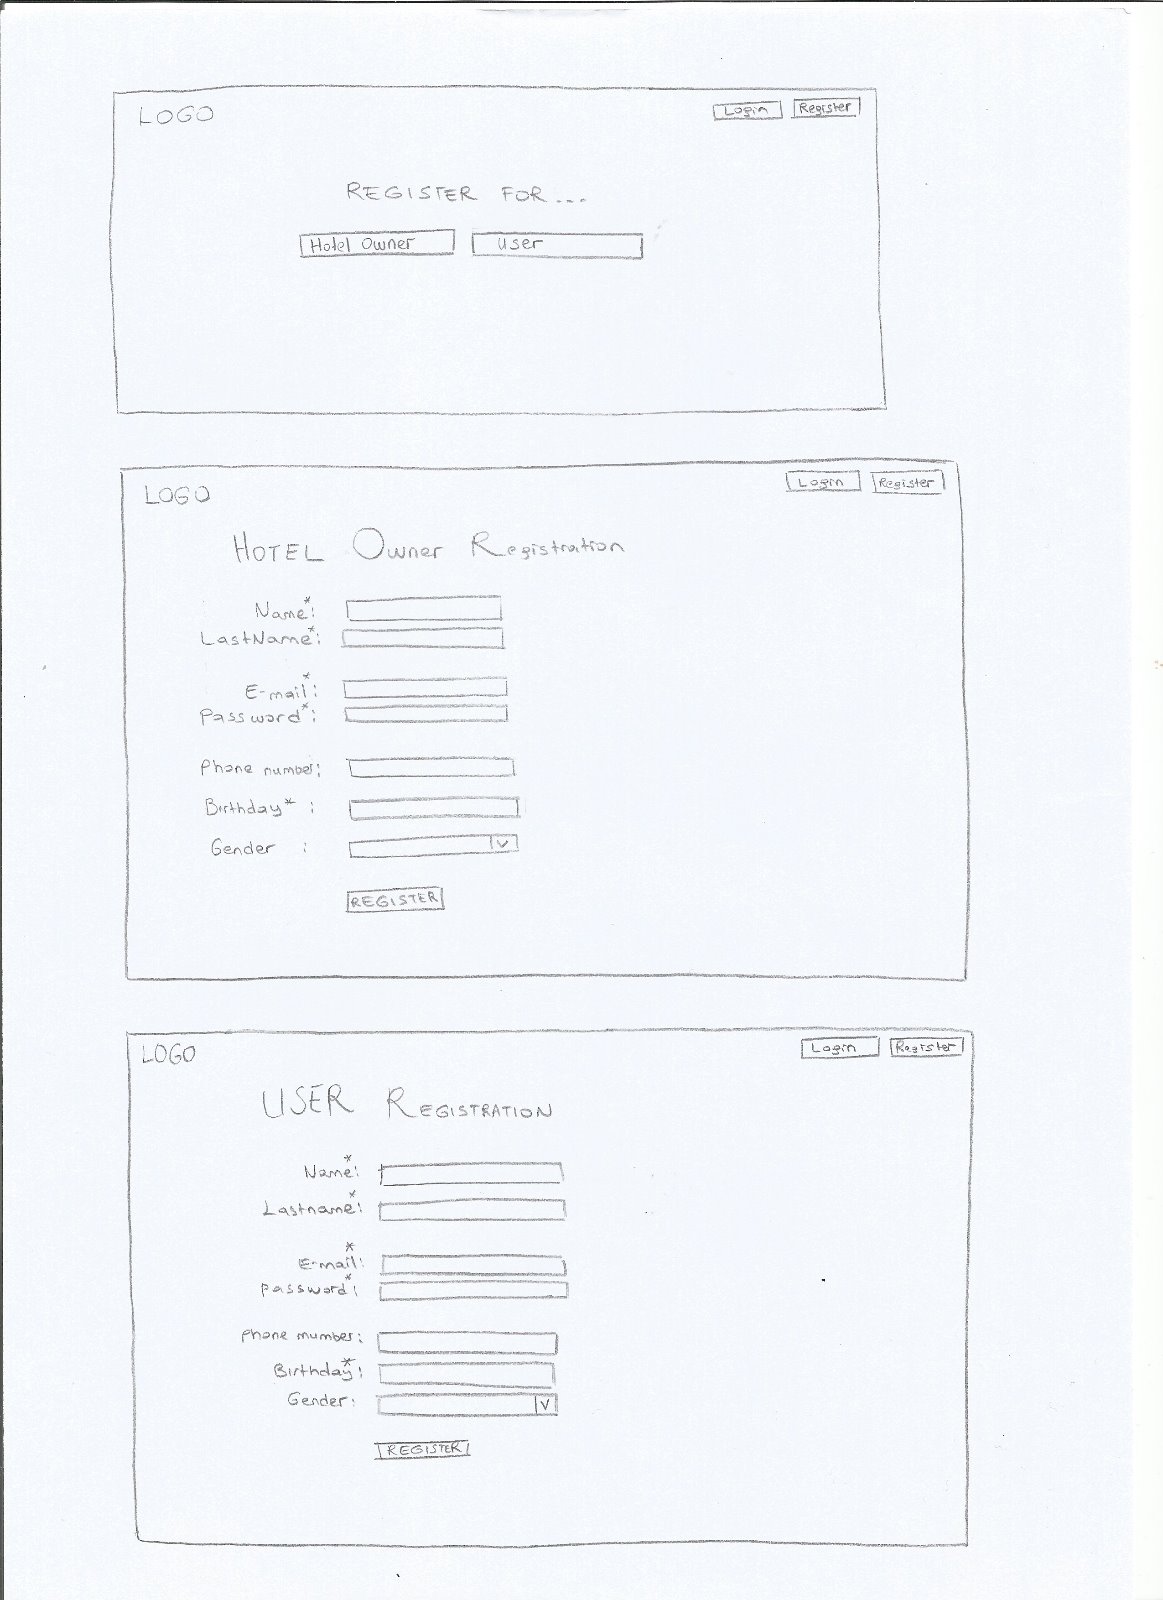 LOGO Login Register
REGISTER FOR...
Hotel Owner User
LOGO Login Register
HOTEL Owner Registration
Name*:
LastName*:
E-mail*:
Password*:
Phone number:
Birthday* :
Gender :
REGISTER
LOGO Login Register
USER REGISTRATION
Name*:
Lastname*:
E-mail*:
Password*:
Phone mumber:
Birthday*:
Gender:
REGISTER